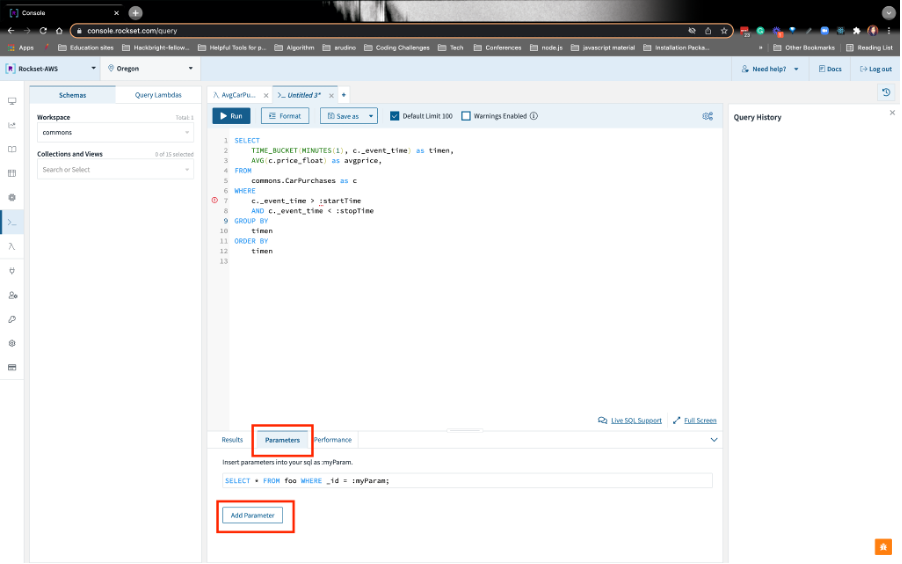 Console
console.rockset.com/query
Apps
Education sites
Hackbright-fellow...
Helpful Tools for p...
Algorithm
arudino
Coding Challenges
Tech
Conferences
node.js
javascript material
Installation Packa...
»
Other Bookmarks
Reading List
Rockset-AWS
Oregon
Need help?
Docs
Log out
Schemas
Query Lambdas
AvgCarPu...
Untitled 3*
Workspace
Total: 1
commons
Collections and Views
0 of 15 selected
Search or Select
Run
Format
Save as
Default Limit 100
Warnings Enabled
Query History
1 SELECT
2 TIME_BUCKET(MINUTES(1), c._event_time) as timen,
3 AVG(c.price_float) as avgprice,
4 FROM
5 commons.CarPurchases as c
6 WHERE
7 c._event_time > :startTime
8 AND c._event_time < :stopTime
9 GROUP BY
10 timen
11 ORDER BY
12 timen
13
Live SQL Support
Full Screen
Results
Parameters
Performance
Insert parameters into your sql as :myParam.
SELECT * FROM foo WHERE _id = :myParam;
Add Parameter